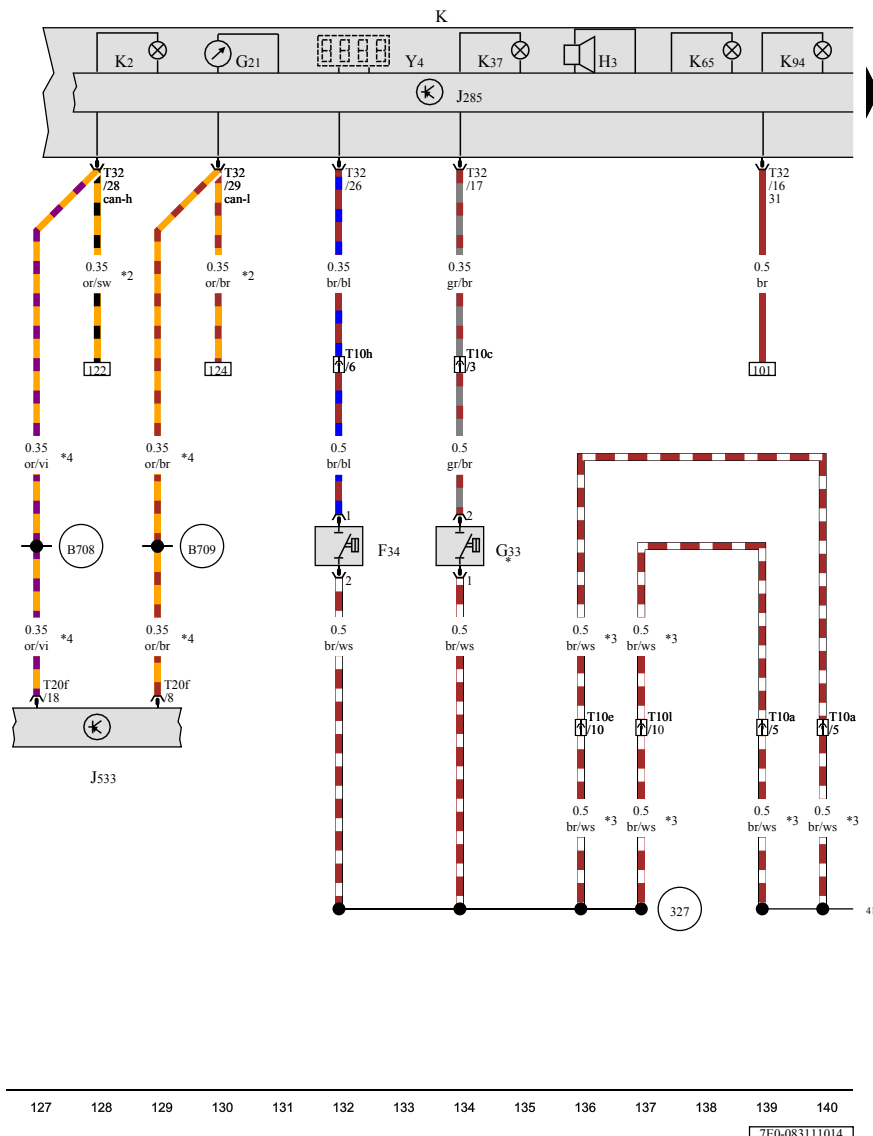 K
K2
G21
Y4
K37
H3
K65
K94
J285
T32
/28
can-h
T32
/29
can-l
T32
/26
T32
/17
T32
/16
31
0.35
or/sw
*2
0.35
or/br
*2
0.35
br/bl
0.35
gr/br
0.5
br
122
124
T10h
/6
T10c
/3
101
0.35
or/vi
*4
0.35
or/br
*4
0.5
br/bl
0.5
gr/br
1
2
B708
B709
F34
G33
*
2
1
0.35
or/vi
*4
0.35
or/br
*4
0.5
br/ws
0.5
br/ws
0.5
br/ws
*3
0.5
br/ws
*3
T20f
/18
T20f
/8
T10e
/10
T10l
/10
T10a
/5
T10a
/5
J533
0.5
br/ws
*3
0.5
br/ws
*3
0.5
br/ws
*3
0.5
br/ws
*3
327
127 128 129 130 131 132 133 134 135 136 137 138 139 140
7E0-083111014